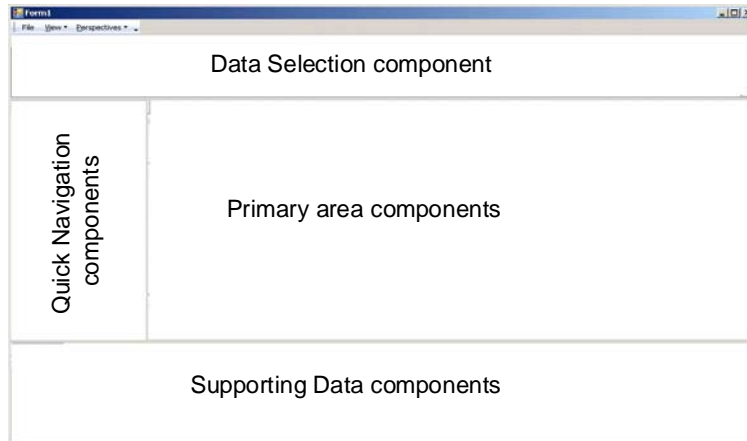 Form1
File View Perspectives
Data Selection component
Quick Navigation
components
Primary area components
Supporting Data components